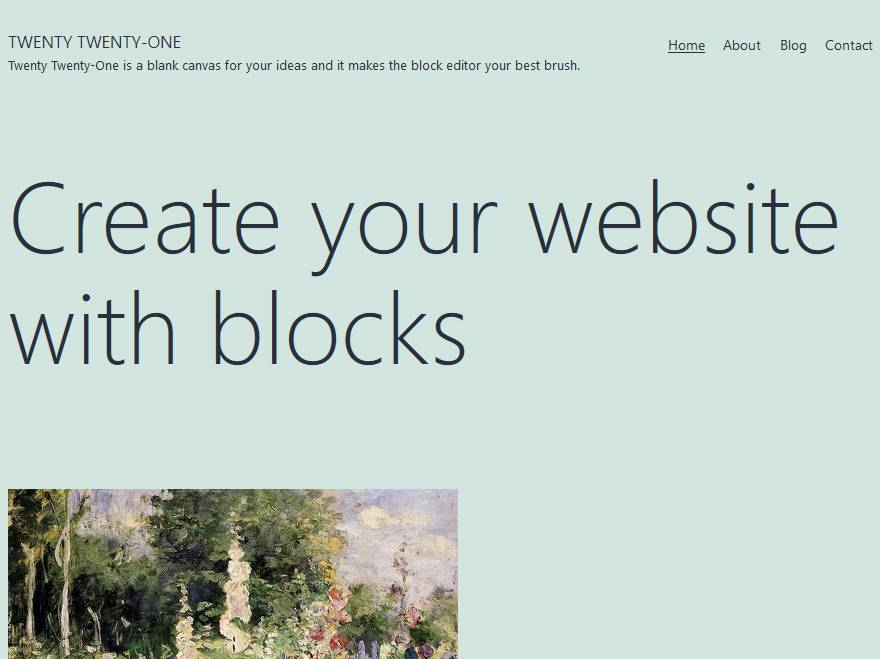 TWENTY TWENTY-ONE
Twenty Twenty-One is a blank canvas for your ideas and it makes the block editor your best brush.
Home About Blog Contact
Create your website
with blocks